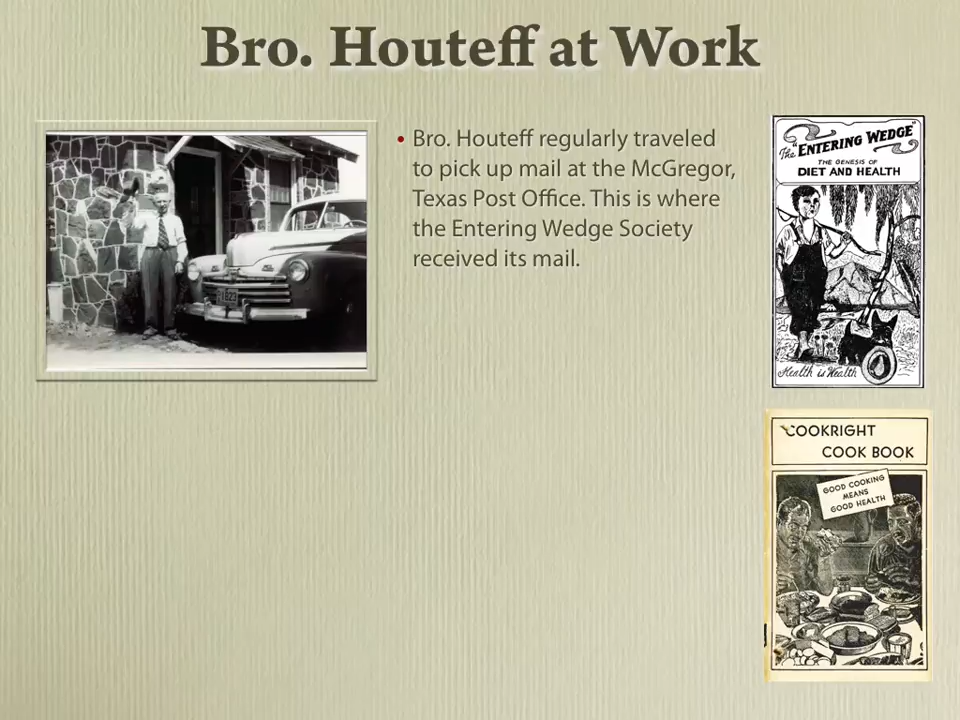 Bro. Houteff at Work
• Bro. Houteff regularly traveled
to pick up mail at the McGregor,
Texas Post Office. This is where
the Entering Wedge Society
received its mail.
The "ENTERING WEDGE"
THE GENESIS OF
DIET AND HEALTH
Health is Wealth
COOKRIGHT
COOK BOOK
GOOD COOKING
MEANS
GOOD HEALTH